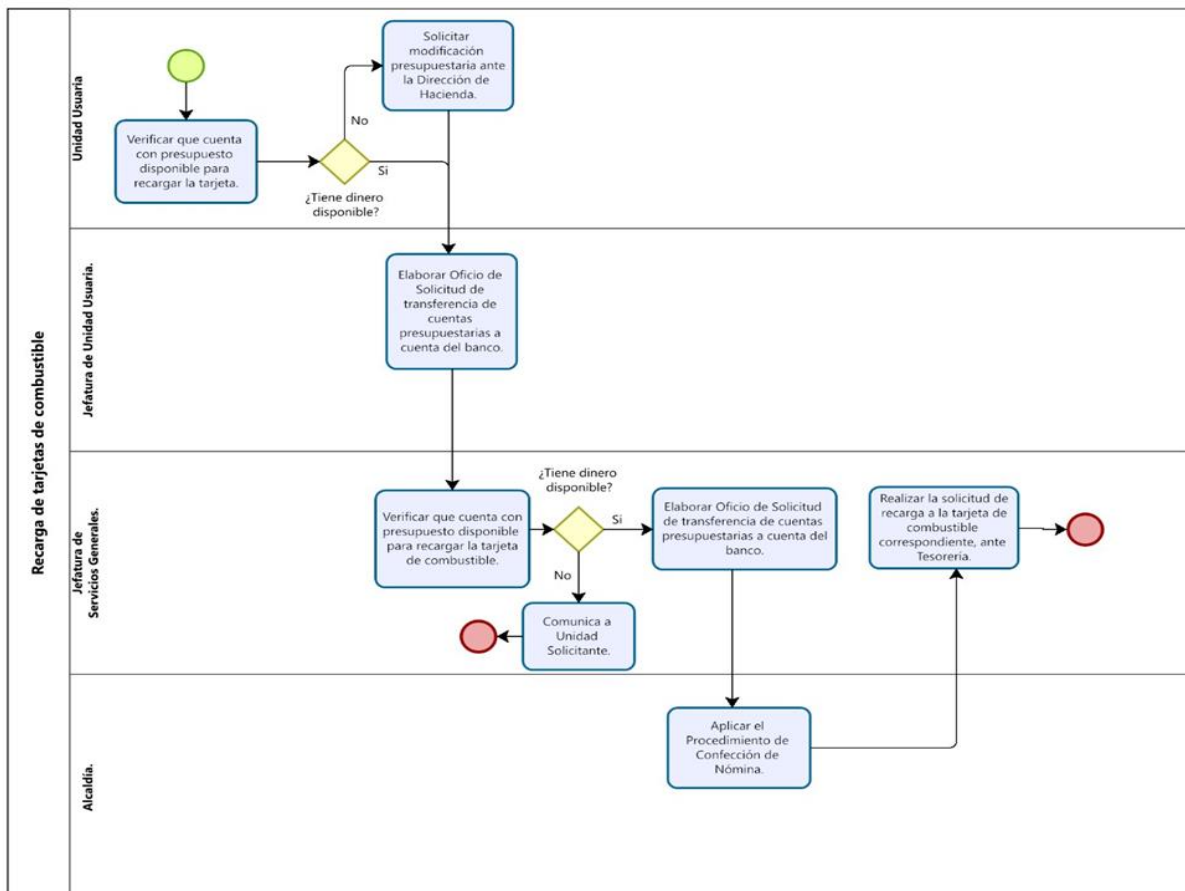 Recarga de tarjetas de combustible
Unidad Usuaria
Verificar que cuenta
con presupuesto
disponible para
recargar la tarjeta.
¿Tiene dinero
disponible?
No
Si
Solicitar
modificación
presupuestaria ante
la Dirección de
Hacienda.
Jefatura de Unidad Usuaria.
Elaborar Oficio de
Solicitud de
transferencia de
cuentas
presupuestarias a
cuenta del banco.
Jefatura de
Servicios Generales.
Verificar que cuenta con
presupuesto disponible
para recargar la tarjeta
de combustible.
¿Tiene dinero
disponible?
Si
No
Comunica a
Unidad
Solicitante.
Elaborar Oficio de Solicitud
de transferencia de cuentas
presupuestarias a cuenta del
banco.
Realizar la solicitud de
recarga a la tarjeta de
combustible
correspondiente, ante
Tesoreria.
Alcaldía.
Aplicar el
Procedimiento de
Confección de
Nómina.